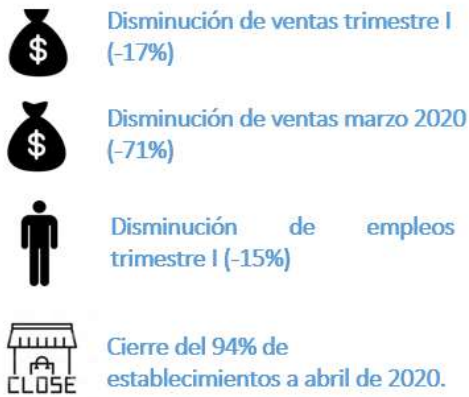 $
Disminución de ventas trimestre I
(-17%)
$
Disminución de ventas marzo 2020
(-71%)
Disminución de empleos
trimestre I (-15%)
CLOSE
Cierre del 94% de
establecimientos a abril de 2020.